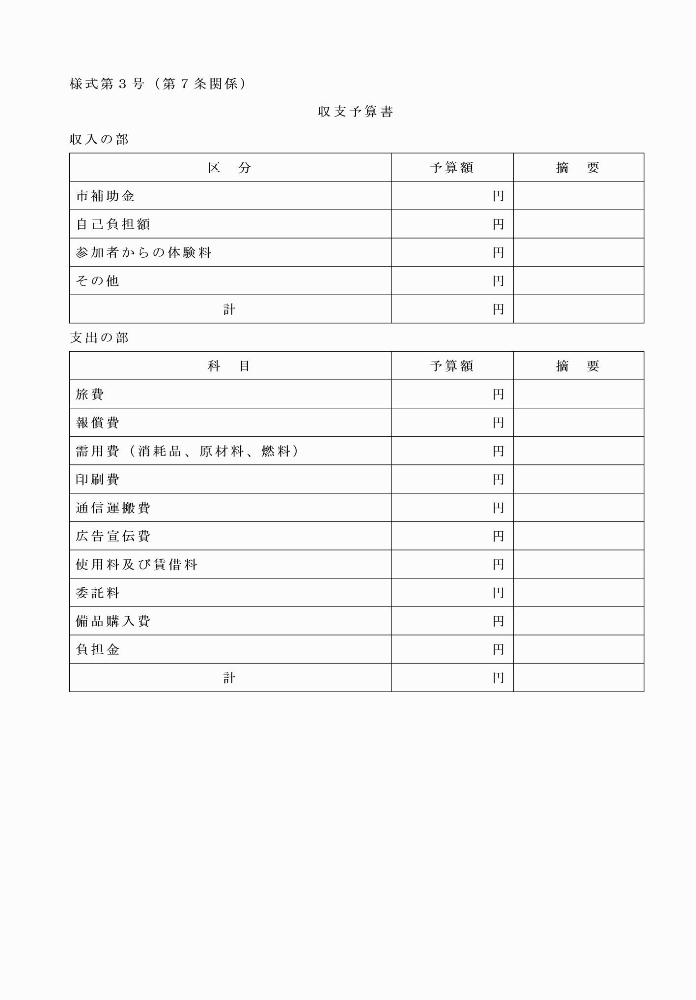 様式第３号（第７条関係）
収支予算書
収入の部
区　分　予算額　摘　要
市補助金　円
自己負担額　円
参加者からの体験料　円
その他　円
計　円
支出の部
科　目　予算額　摘　要
旅費　円
報償費　円
需用費（消耗品、原材料、燃料）　円
印刷費　円
通信運搬費　円
広告宣伝費　円
使用料及び賃借料　円
委託料　円
備品購入費　円
負担金　円
計　円